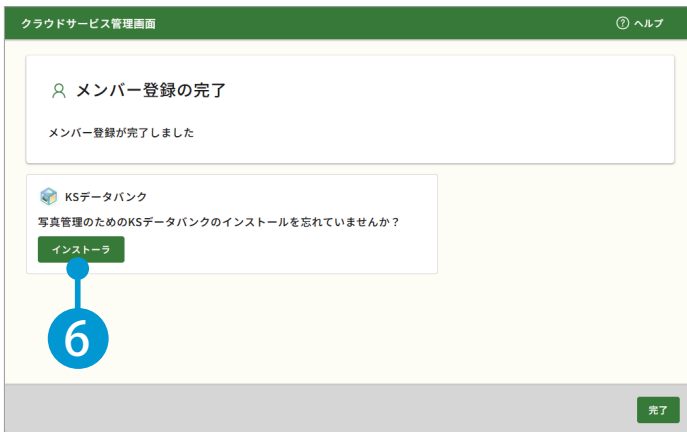 クラウドサービス管理画面
? ヘルプ
メンバー登録の完了
メンバー登録が完了しました
KSデータバンク
写真管理のためのKSデータバンクのインストールを忘れていませんか？
インストーラ
6
完了